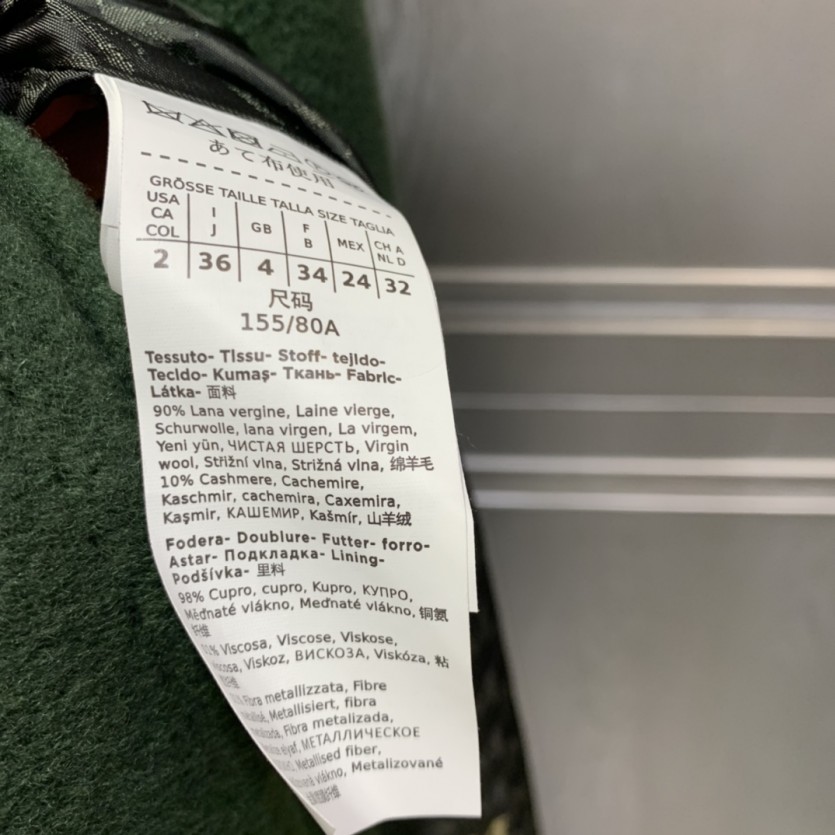 あて布使用
GRÖSSE TAILLE TALLA SIZE TAGLIA
USA CA COL | I J | GB | F B | MEX | CH A NL D
2 | 36 | 4 | 34 | 24 | 32
尺码
155/80A
Tessuto- Tissu- Stoff- tejido-
Tecido- Kumaş- Ткань- Fabric-
Látka- 面料
90% Lana vergine, Laine vierge,
Schurwolle, lana virgen, La virgem,
Yeni yün, ЧИСТАЯ ШЕРСТЬ, Virgin
wool, Střižní vlna, Strižná vlna, 绵羊毛
10% Cashmere, Cachemire,
Kaschmir, cachemira, Caxemira,
Kaşmir, КАШЕМИР, Kašmír, 山羊绒
Fodera- Doublure- Futter- forro-
Astar- Подкладка- Lining-
Podšívka- 里料
98% Cupro, cupro, Kupro, КУПРО,
Měďnaté vlákno, Meďnaté vlákno, 铜氨
纤维
Viscosa, Viscose, Viskose,
Viskoz, ВИСКОЗА, Viskóza, 粘
纤维
Fibra metallizzata, Fibre
Metallisiert, fibra
Fibra metalizada,
elyaf, МЕТАЛЛИЧЕСКОЕ
Metallised fiber,
vlákno, Metalizované